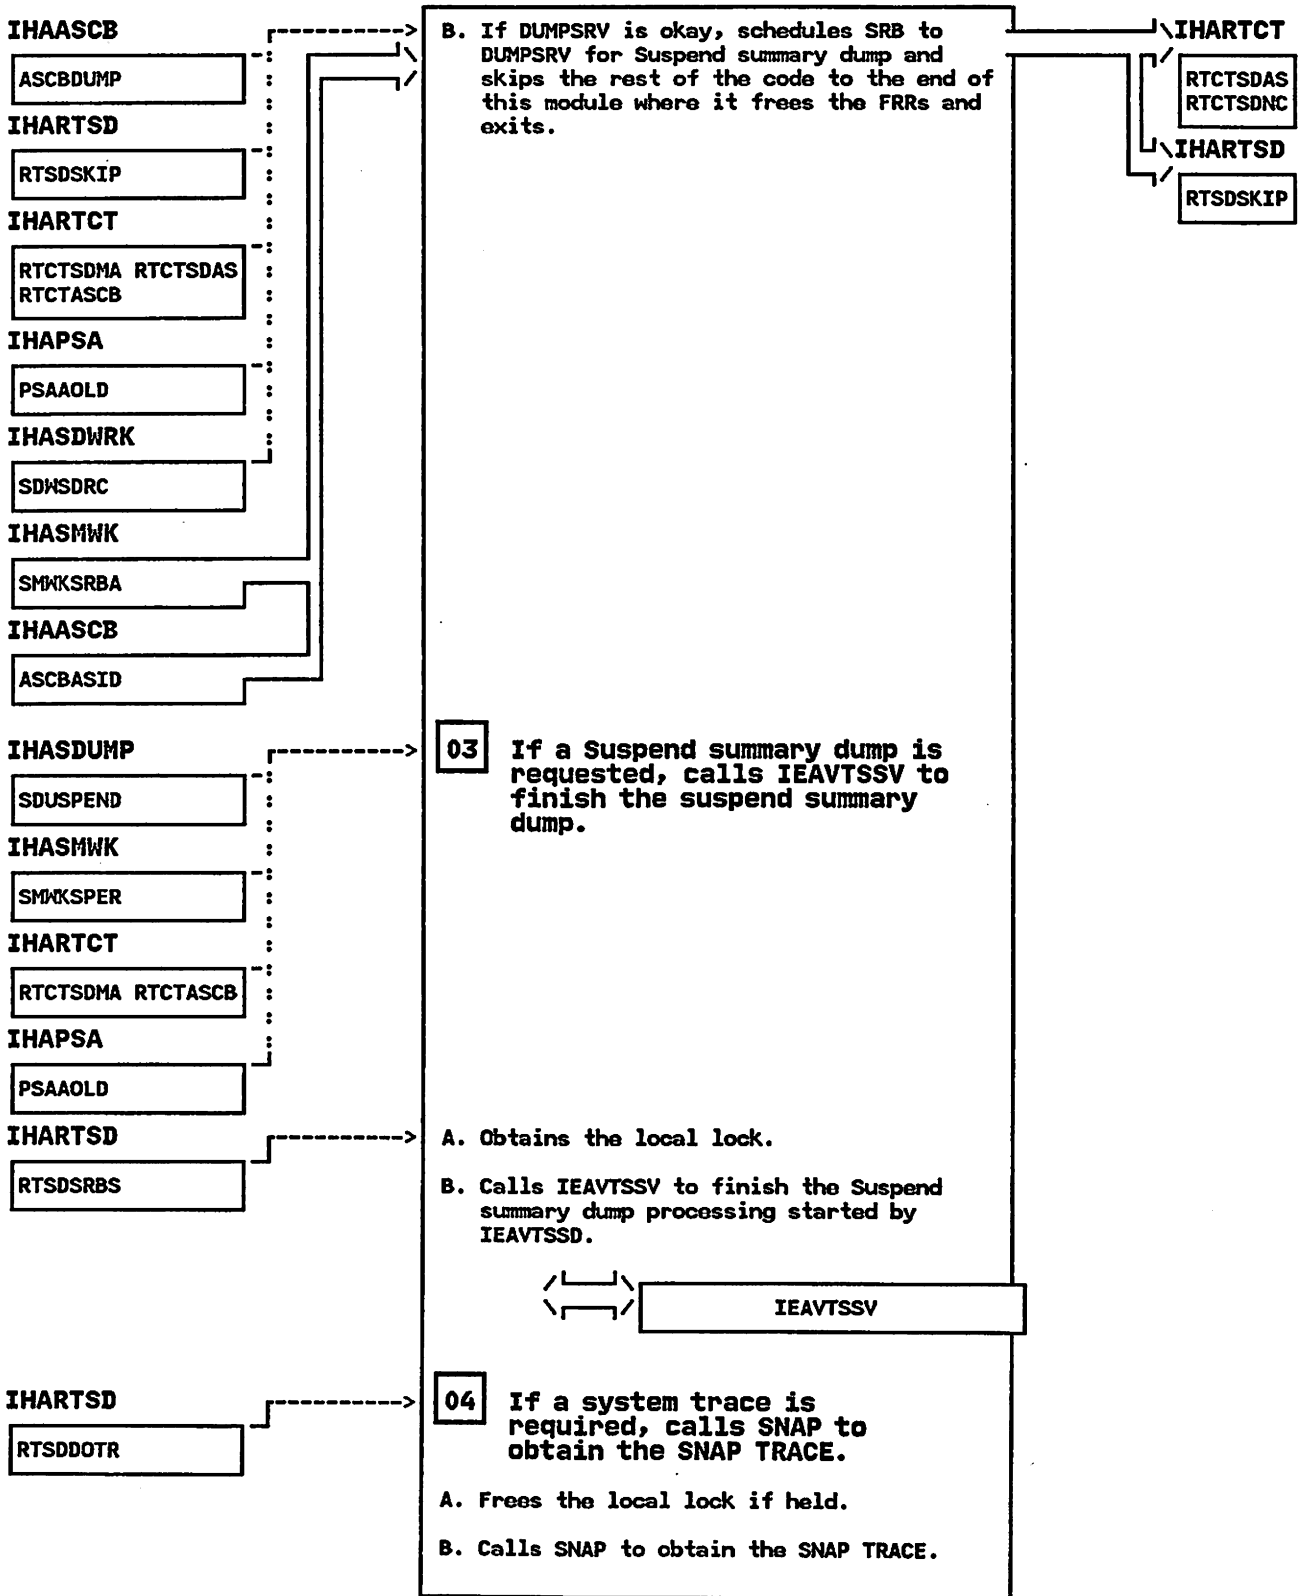 IHAASCB
ASCBDUMP
IHARTSD
RTSDSKIP
IHARTCT
RTCTSDMA RTCTSDAS
RTCTASCB
IHAPSA
PSAAOLD
IHASDWRK
SDWSDRC
IHASMWK
SMWKSRBA
IHAASCB
ASCBASID
B. If DUMPSRV is okay, schedules SRB to
DUMPSRV for Suspend summary dump and
skips the rest of the code to the end of
this module where it frees the FRRs and
exits.
IHARTCT
RTCTSDAS
RTCTSDNC
IHARTSD
RTSDSKIP
IHASDUMP
SDUSPEND
IHASMWK
SMWKSPER
IHARTCT
RTCTSDMA RTCTASCB
IHAPSA
PSAAOLD
03 If a Suspend summary dump is
requested, calls IEAVTSSV to
finish the suspend summary
dump.
IHARTSD
RTSDSRBS
A. Obtains the local lock.
B. Calls IEAVTSSV to finish the Suspend
summary dump processing started by
IEAVTSSD.
IEAVTSSV
IHARTSD
RTSDDOTR
04 If a system trace is
required, calls SNAP to
obtain the SNAP TRACE.
A. Frees the local lock if held.
B. Calls SNAP to obtain the SNAP TRACE.